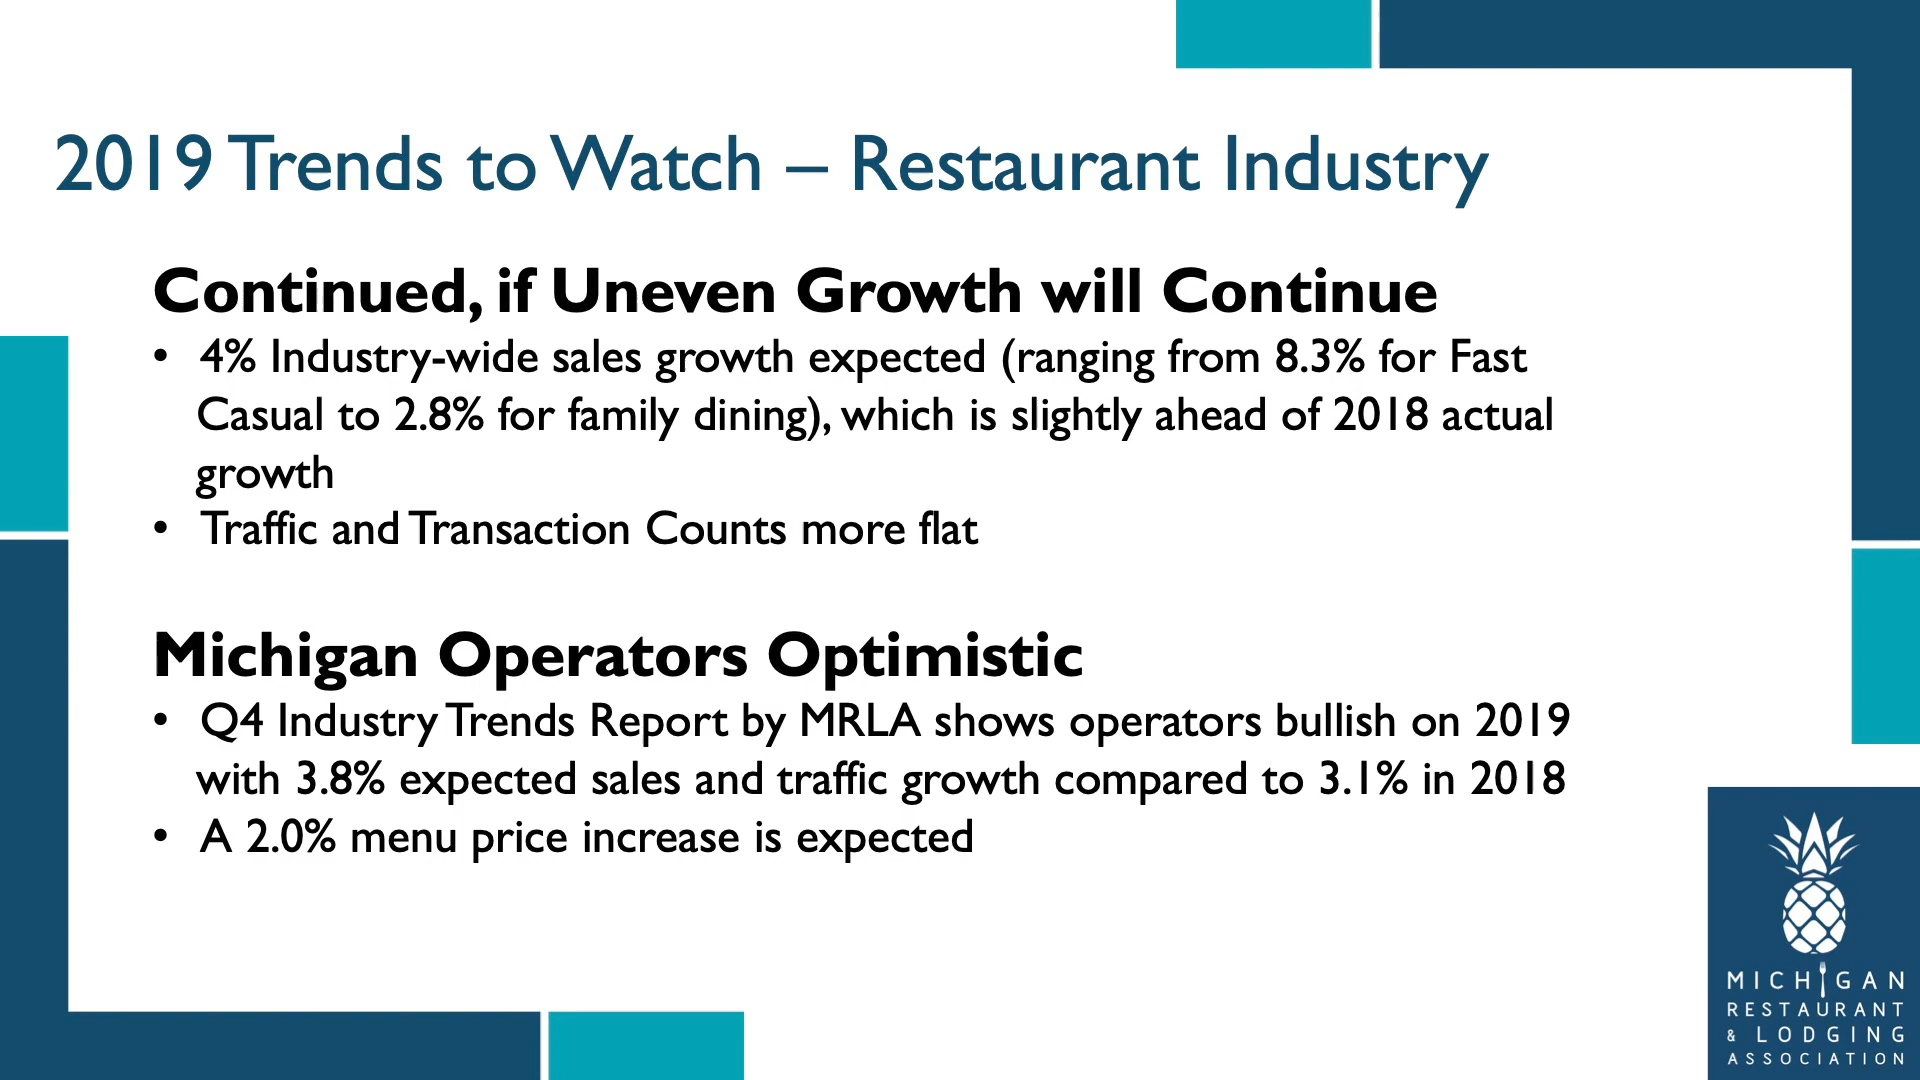 2019 Trends to Watch – Restaurant Industry
Continued, if Uneven Growth will Continue
• 4% Industry-wide sales growth expected (ranging from 8.3% for Fast
Casual to 2.8% for family dining), which is slightly ahead of 2018 actual
growth
• Traffic and Transaction Counts more flat
Michigan Operators Optimistic
• Q4 Industry Trends Report by MRLA shows operators bullish on 2019
with 3.8% expected sales and traffic growth compared to 3.1% in 2018
• A 2.0% menu price increase is expected
MICHIGAN
RESTAURANT
& LODGING
ASSOCIATION